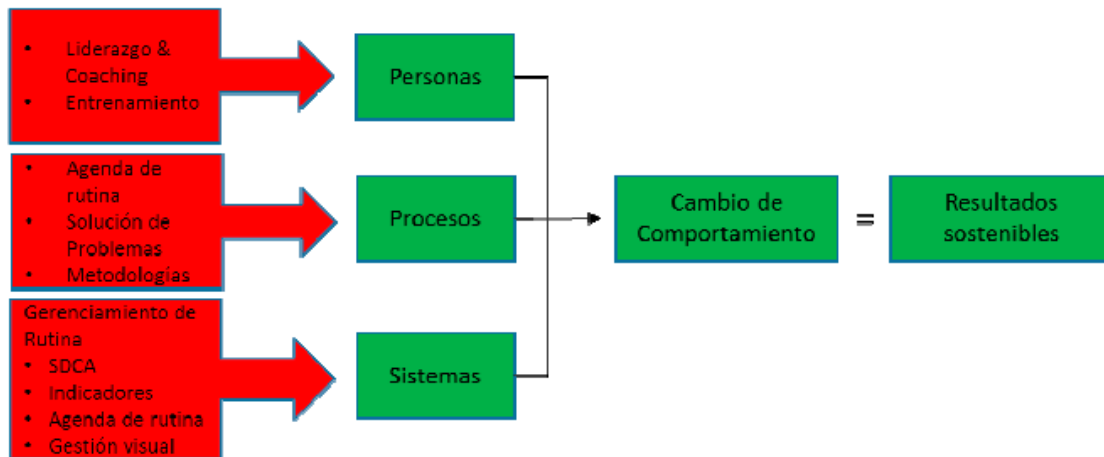 • Liderazgo &
Coaching
• Entrenamiento
Personas
• Agenda de
rutina
• Solución de
Problemas
• Metodologías
Procesos
Cambio de
Comportamiento
=
Resultados
sostenibles
Gerenciamiento de
Rutina
• SDCA
• Indicadores
• Agenda de rutina
• Gestión visual
Sistemas